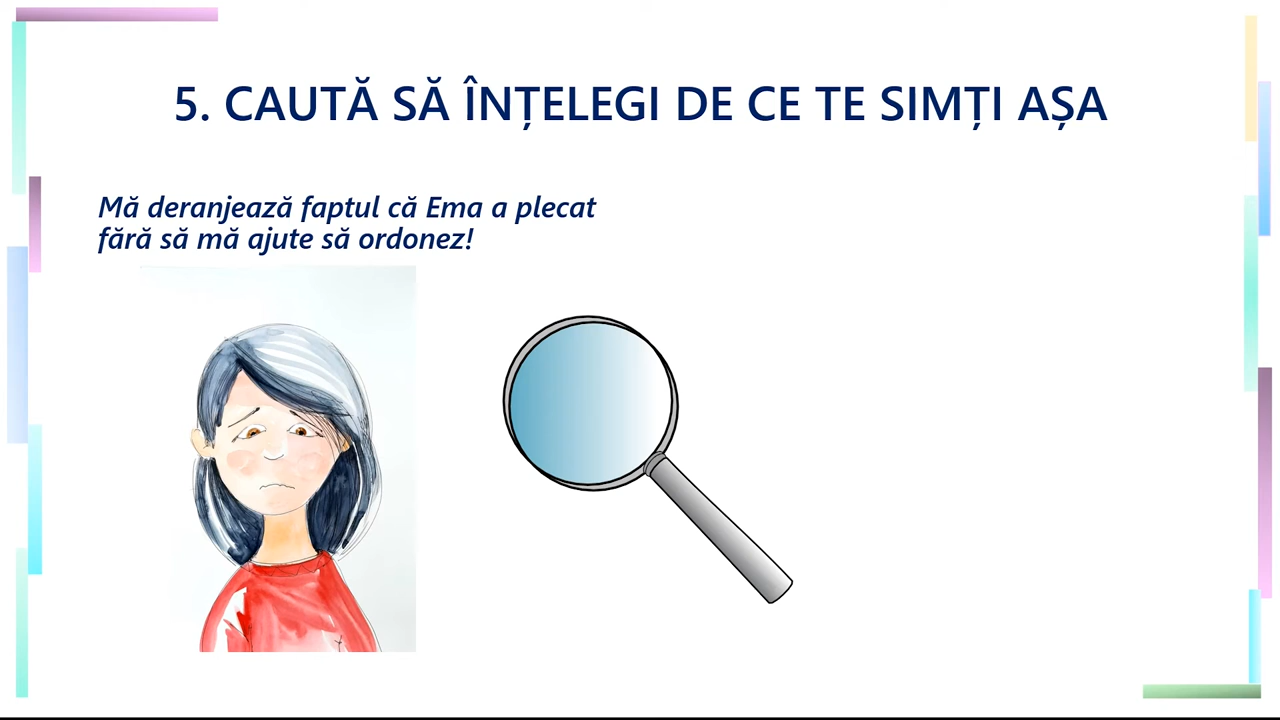 5. CAUTĂ SĂ ÎNȚELEGI DE CE TE SIMȚI AȘA
Mă deranjează faptul că Ema a plecat
fără să mă ajute să ordonez!